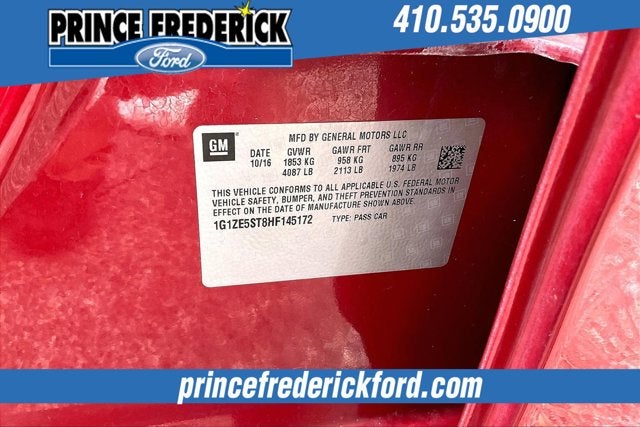 PRINCE FREDERICK
Ford
410.535.0900
GM
MFD BY GENERAL MOTORS LLC
DATE GVWR GAWR FRT GAWR RR
10/16 1853 KG 958 KG 895 KG
4087 LB 2113 LB 1974 LB
THIS VEHICLE CONFORMS TO ALL APPLICABLE U.S. FEDERAL MOTOR
VEHICLE SAFETY, BUMPER, AND THEFT PREVENTION STANDARDS IN
EFFECT ON THE DATE OF MANUFACTURE SHOWN ABOVE.
1G1ZE5ST8HF145172 TYPE: PASS CAR
princefrederickford.com